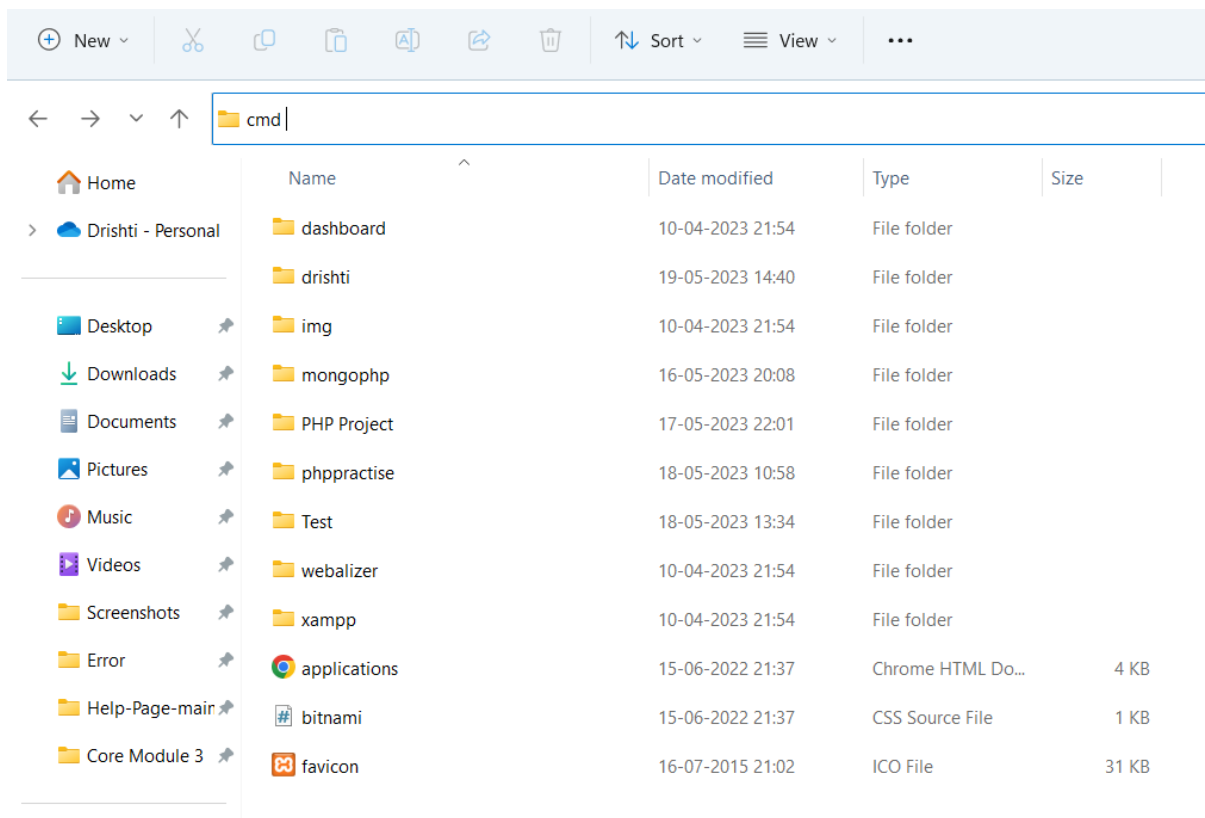 New Sort View
cmd
Name Date modified Type Size
Home
Drishti - Personal
Desktop
Downloads
Documents
Pictures
Music
Videos
Screenshots
Error
Help-Page-main
Core Module 3
dashboard 10-04-2023 21:54 File folder
drishti 19-05-2023 14:40 File folder
img 10-04-2023 21:54 File folder
mongophp 16-05-2023 20:08 File folder
PHP Project 17-05-2023 22:01 File folder
phppractise 18-05-2023 10:58 File folder
Test 18-05-2023 13:34 File folder
webalizer 10-04-2023 21:54 File folder
xampp 10-04-2023 21:54 File folder
applications 15-06-2022 21:37 Chrome HTML Do... 4 KB
bitnami 15-06-2022 21:37 CSS Source File 1 KB
favicon 16-07-2015 21:02 ICO File 31 KB